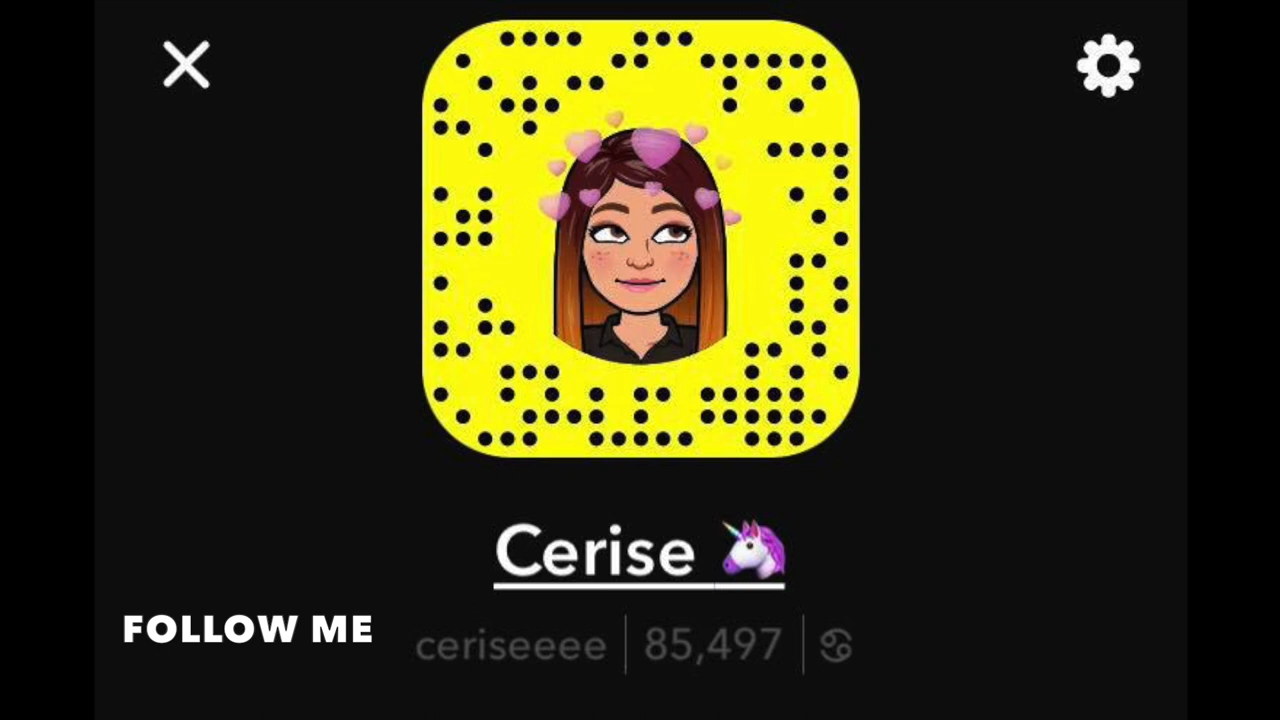 Cerise 🦄
FOLLOW ME
ceriseeee | 85,497 | ♋